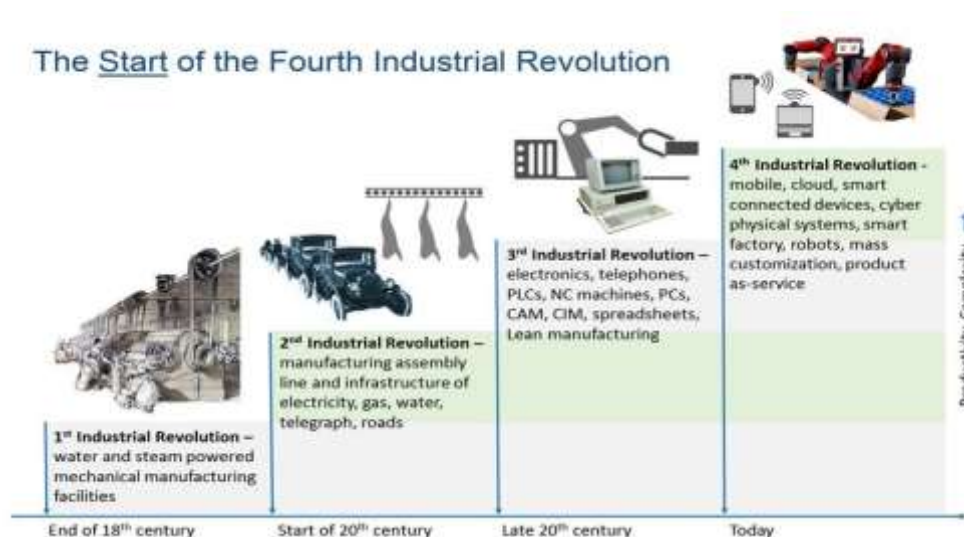 The Start of the Fourth Industrial Revolution
4th Industrial Revolution -
mobile, cloud, smart
connected devices, cyber
physical systems, smart
factory, robots, mass
customization, product
as-service
3rd Industrial Revolution –
electronics, telephones,
PLCs, NC machines, PCs,
CAM, CIM, spreadsheets,
Lean manufacturing
2nd Industrial Revolution –
manufacturing assembly
line and infrastructure of
electricity, gas, water,
telegraph, roads
1st Industrial Revolution –
water and steam powered
mechanical manufacturing
facilities
End of 18th century
Start of 20th century
Late 20th century
Today